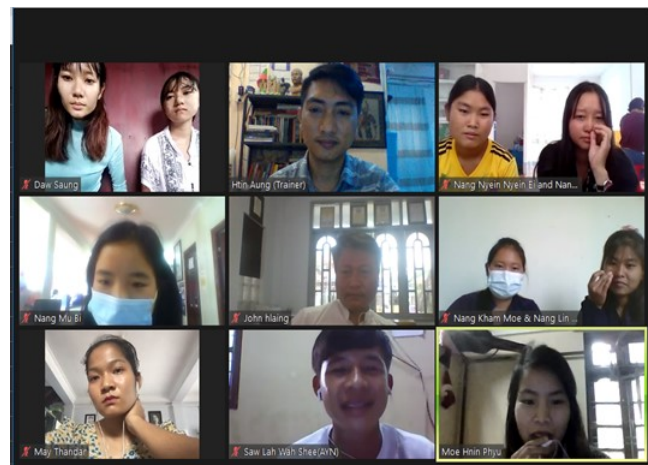 Daw Saung
Htin Aung (Trainer)
Nang Nyein Nyein Ei and Nan...
Nang Mu Bi
John hlaing
Nang Kham Moe & Nang Lin ...
May Thandar
Saw Lah Wah Shee(AYN)
Moe Hnin Phyu